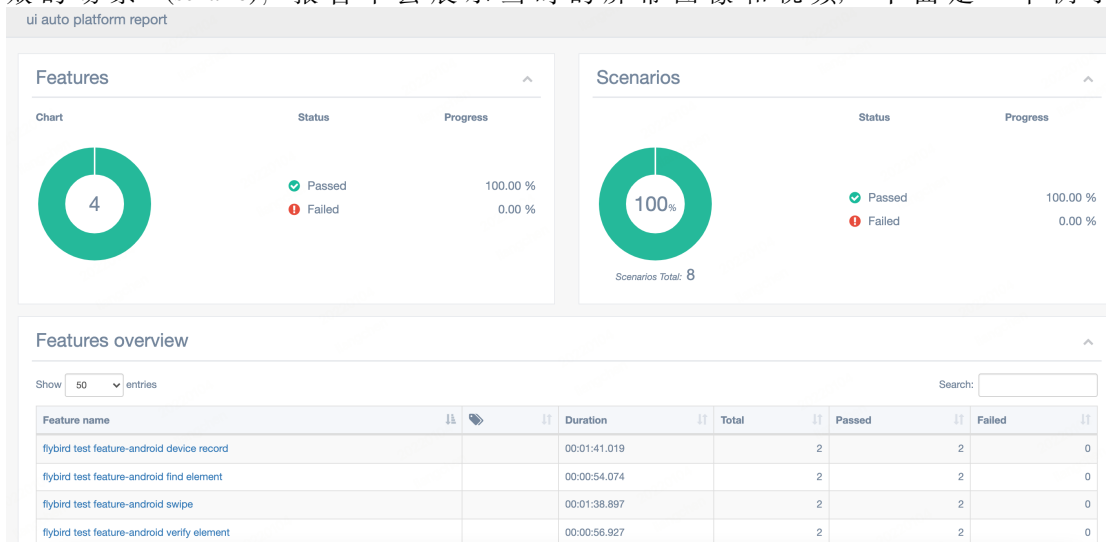 ui auto platform report
Features
Scenarios
Chart Status Progress
Status Progress
4
Passed 100.00 %
Failed 0.00 %
100%
Passed 100.00 %
Failed 0.00 %
Scenarios Total: 8
Features overview
Show 50 entries
Search:
Feature name Duration Total Passed Failed
flybird test feature-android device record 00:01:41.019 2 2 0
flybird test feature-android find element 00:00:54.074 2 2 0
flybird test feature-android swipe 00:01:38.897 2 2 0
flybird test feature-android verify element 00:00:56.927 2 2 0